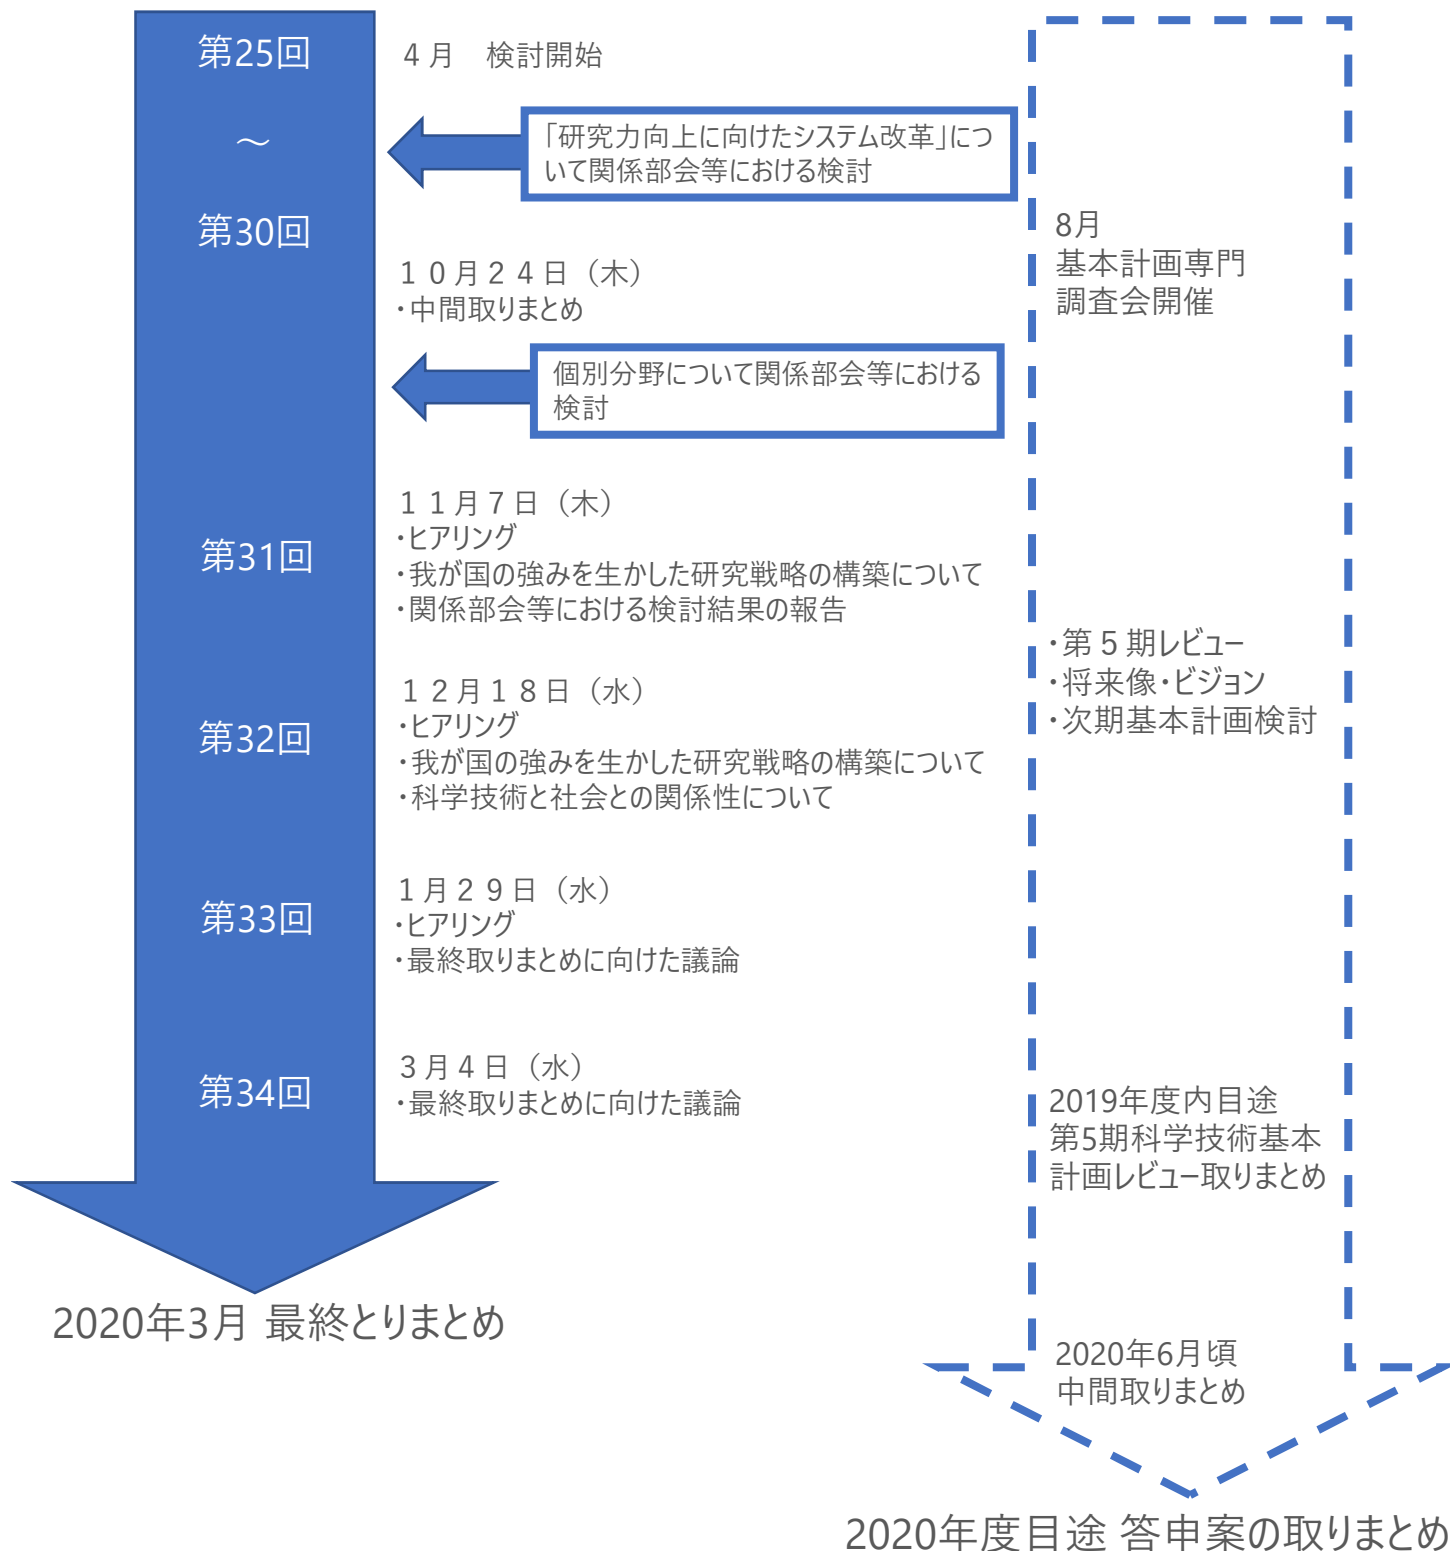 第25回
４月　検討開始
～
「研究力向上に向けたシステム改革」につ
いて関係部会等における検討
第30回
１０月２４日（木）
・中間取りまとめ
個別分野について関係部会等における
検討
第31回
１１月７日（木）
・ヒアリング
・我が国の強みを生かした研究戦略の構築について
・関係部会等における検討結果の報告
第32回
１２月１８日（水）
・ヒアリング
・我が国の強みを生かした研究戦略の構築について
・科学技術と社会との関係性について
第33回
１月２９日（水）
・ヒアリング
・最終取りまとめに向けた議論
第34回
３月４日（水）
・最終取りまとめに向けた議論
2020年3月 最終とりまとめ
8月
基本計画専門
調査会開催
・第５期レビュー
・将来像・ビジョン
・次期基本計画検討
2019年度内目途
第5期科学技術基本
計画レビュー取りまとめ
2020年6月頃
中間取りまとめ
2020年度目途 答申案の取りまとめ